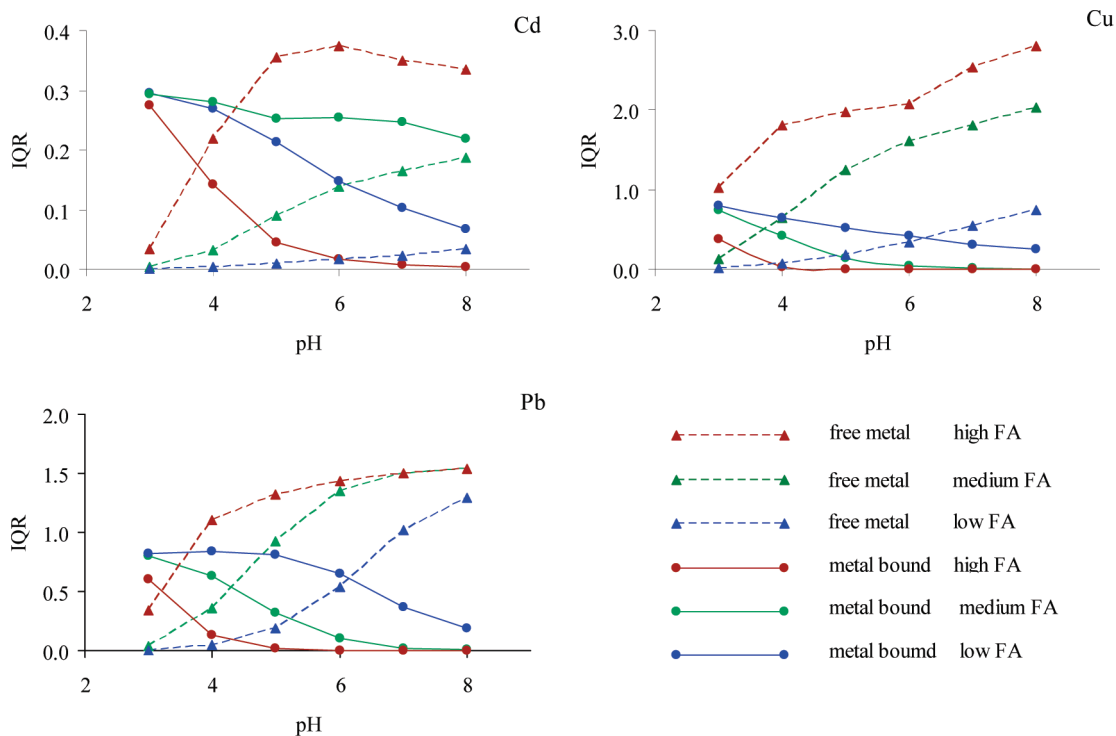 Cd
0.4
0.3
0.2
0.1
0.0
IQR
2 4 6 8
pH
Cu
3.0
2.0
1.0
0.0
IQR
2 4 6 8
pH
Pb
2.0
1.5
1.0
0.5
0.0
IQR
2 4 6 8
pH
free metal high FA
free metal medium FA
free metal low FA
metal bound high FA
metal bound medium FA
metal boumd low FA